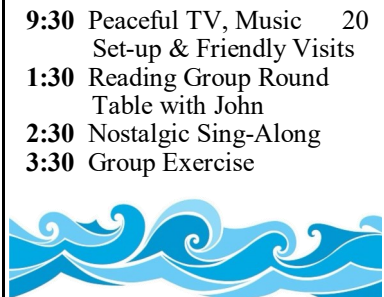 9:30 Peaceful TV, Music 20
Set-up & Friendly Visits
1:30 Reading Group Round
Table with John
2:30 Nostalgic Sing-Along
3:30 Group Exercise